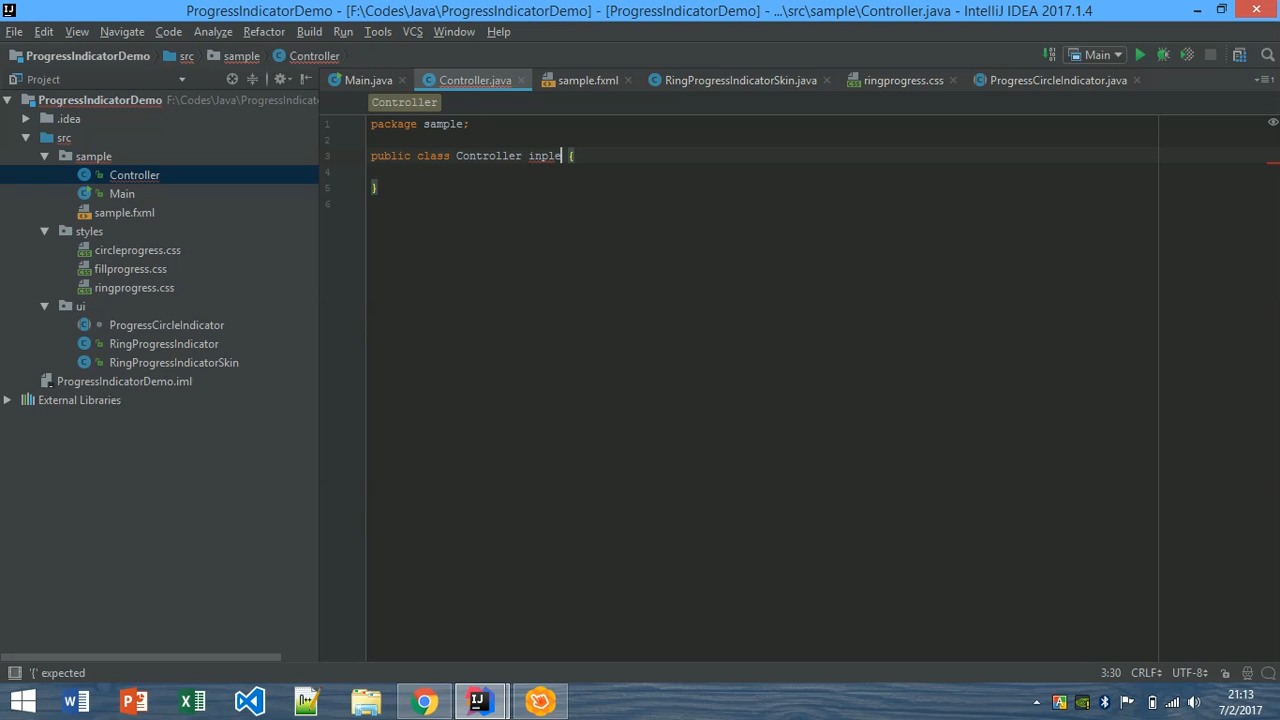 ProgressIndicatorDemo - [F:\Codes\Java\ProgressIndicatorDemo] - [ProgressIndicatorDemo] - ...\src\sample\Controller.java - IntelliJ IDEA 2017.1.4
File Edit View Navigate Code Analyze Refactor Build Run Tools VCS Window Help
ProgressIndicatorDemo src sample Controller Main
Project Main.java Controller.java sample.fxml RingProgressIndicatorSkin.java ringprogress.css ProgressCircleIndicator.java
ProgressIndicatorDemo F:\Codes\Java\ProgressIndicat
.idea
src
sample
Controller
Main
sample.fxml
styles
circleprogress.css
fillprogress.css
ringprogress.css
ui
ProgressCircleIndicator
RingProgressIndicator
RingProgressIndicatorSkin
ProgressIndicatorDemo.iml
External Libraries
Controller
1 package sample;
2
3 public class Controller inple {
4
5 }
6
'{' expected 3:30 CRLF UTF-8
21:13
7/2/2017